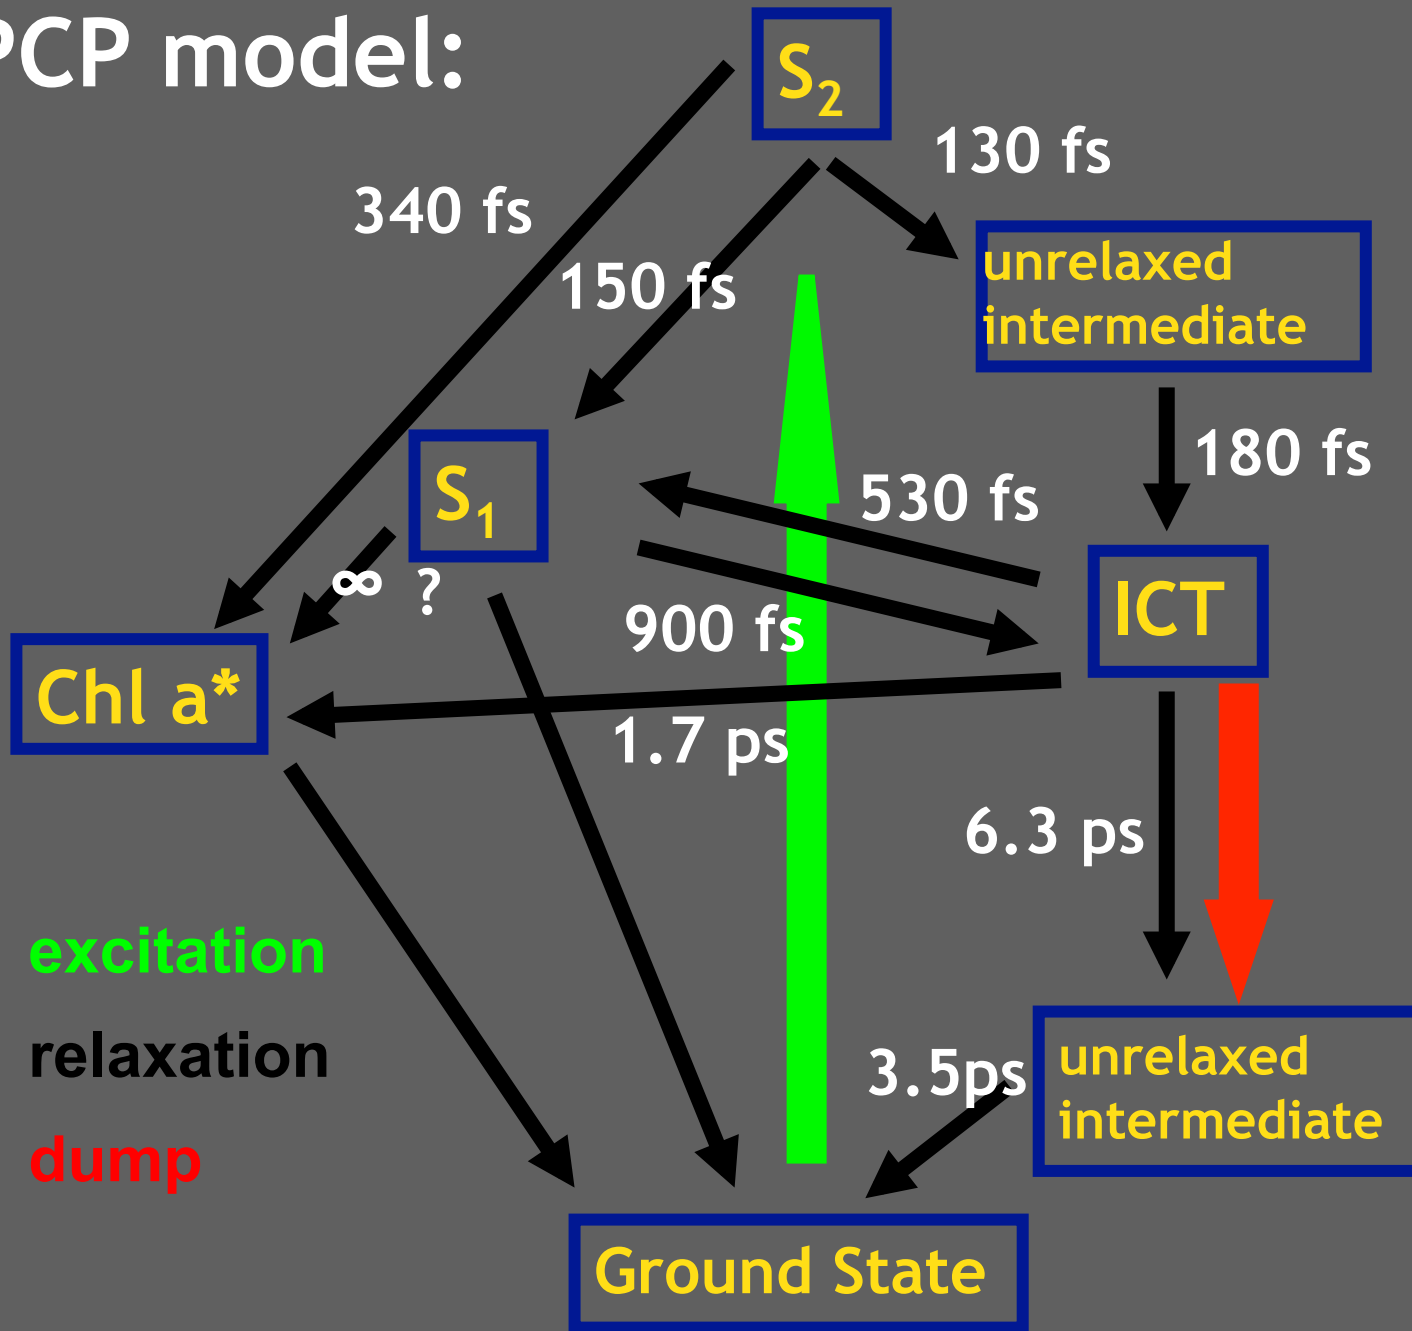 PCP model:
S₂
130 fs
340 fs
150 fs
unrelaxed
intermediate
180 fs
S₁
530 fs
∞ ?
900 fs
ICT
Chl a*
1.7 ps
6.3 ps
excitation
relaxation
dump
3.5ps
unrelaxed
intermediate
Ground State